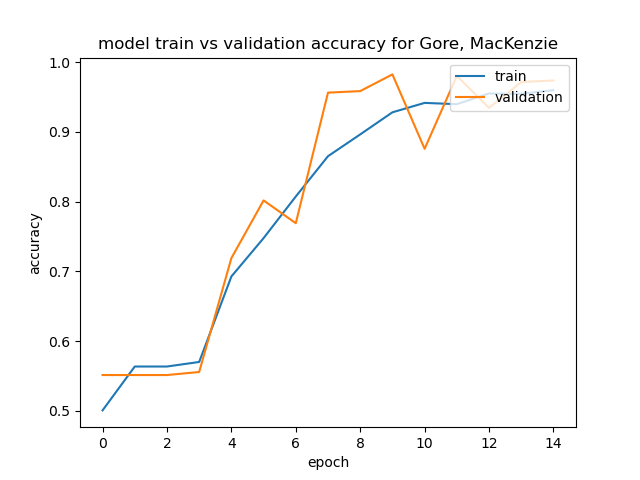 model train vs validation accuracy for Gore, MacKenzie
1.0
0.9
0.8
0.7
0.6
0.5
accuracy
train
validation
0 2 4 6 8 10 12 14
epoch